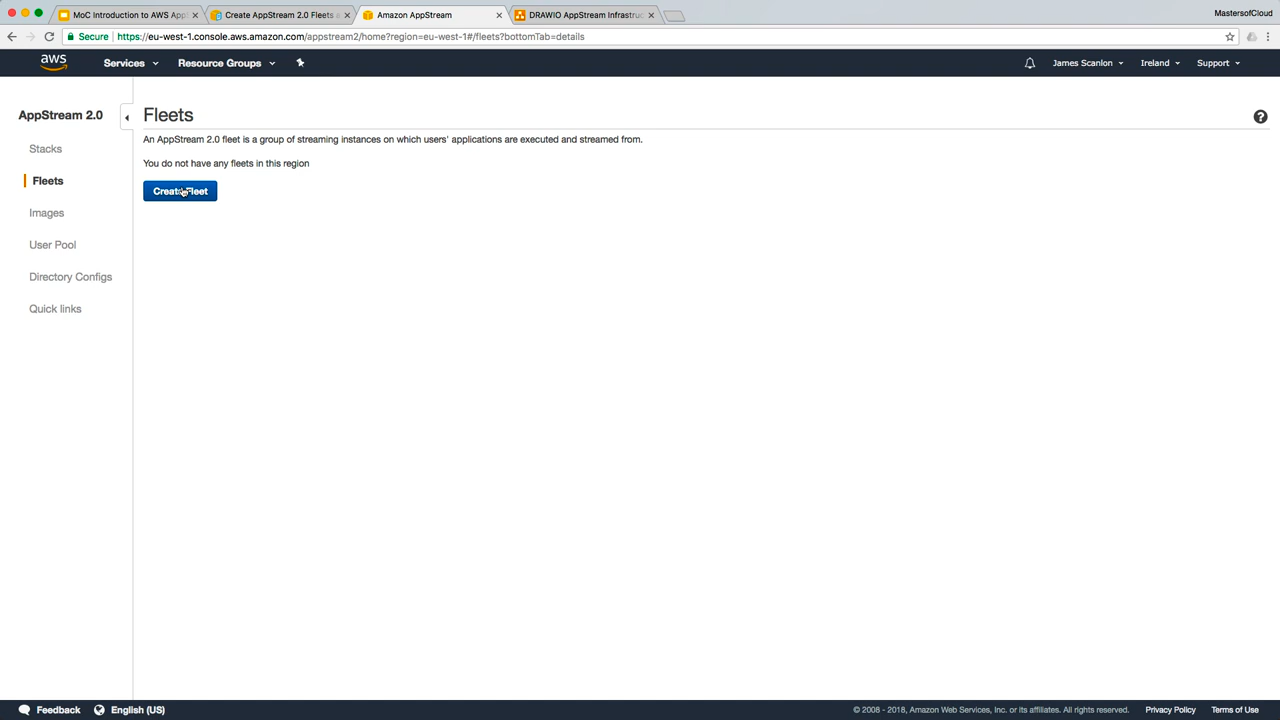 MoC Introduction to AWS App
Create AppStream 2.0 Fleets a
Amazon AppStream
DRAWIO AppStream Infrastru
MastersofCloud
Secure
https://eu-west-1.console.aws.amazon.com/appstream2/home?region=eu-west-1#/fleets?bottomTab=details
aws
Services
Resource Groups
James Scanlon
Ireland
Support
AppStream 2.0
Stacks
Fleets
Images
User Pool
Directory Configs
Quick links
Fleets
An AppStream 2.0 fleet is a group of streaming instances on which users' applications are executed and streamed from.
You do not have any fleets in this region
Create Fleet
Feedback
English (US)
© 2008 - 2018, Amazon Web Services, Inc. or its affiliates. All rights reserved.
Privacy Policy
Terms of Use